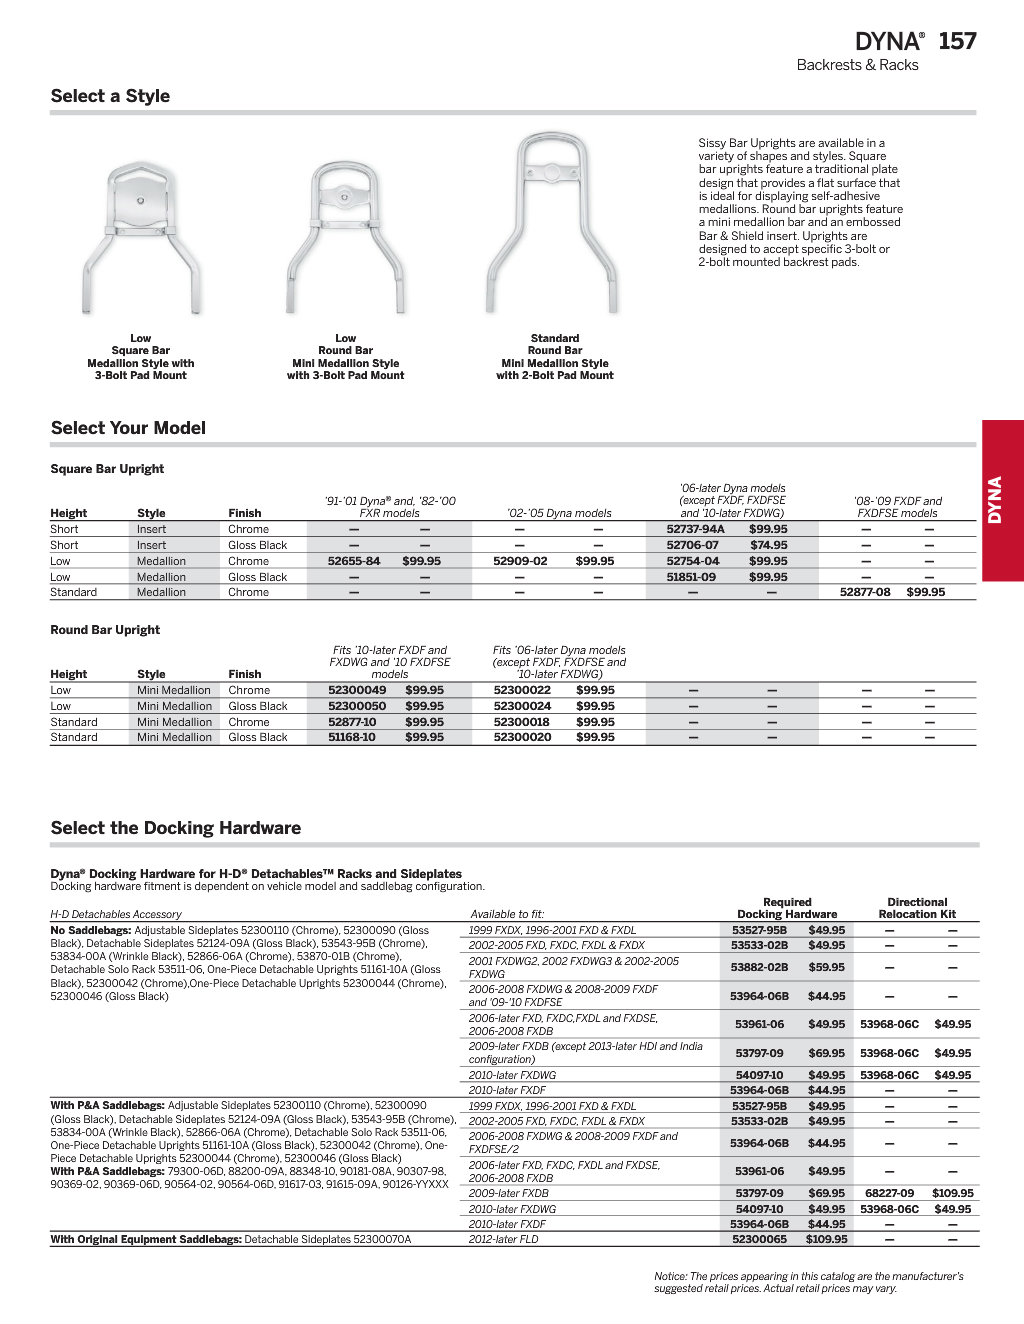 DYNA® 157
Backrests & Racks
Select a Style
Sissy Bar Uprights are available in a
variety of shapes and styles. Square
bar uprights feature a traditional plate
design that provides a flat surface that
is ideal for displaying self-adhesive
medallions. Round bar uprights feature
a mini medallion bar and an embossed
Bar & Shield insert. Uprights are
designed to accept specific 3-bolt or
2-bolt mounted backrest pads.
Low
Square Bar
Medallion Style with
3-Bolt Pad Mount
Low
Round Bar
Mini Medallion Style
with 3-Bolt Pad Mount
Standard
Round Bar
Mini Medallion Style
with 2-Bolt Pad Mount
Select Your Model
DYNA
Square Bar Upright
Height Style Finish
'91-'01 Dyna® and, '82-'00
FXR models
'02-'05 Dyna models
'06-later Dyna models
(except FXDF, FXDFSE
and '10-later FXDWG)
'08-'09 FXDF and
FXDFSE models
Short Insert Chrome — — — — 52737-94A $99.95 — —
Short Insert Gloss Black — — — — 52706-07 $74.95 — —
Low Medallion Chrome 52655-84 $99.95 52909-02 $99.95 52754-04 $99.95 — —
Low Medallion Gloss Black — — — — 51851-09 $99.95 — —
Standard Medallion Chrome — — — — — — 52877-08 $99.95
Round Bar Upright
Height Style Finish
Fits '10-later FXDF and
FXDWG and '10 FXDFSE
models
Fits '06-later Dyna models
(except FXDF, FXDFSE and
'10-later FXDWG)
Low Mini Medallion Chrome 52300049 $99.95 52300022 $99.95 — — — —
Low Mini Medallion Gloss Black 52300050 $99.95 52300024 $99.95 — — — —
Standard Mini Medallion Chrome 52877-10 $99.95 52300018 $99.95 — — — —
Standard Mini Medallion Gloss Black 51168-10 $99.95 52300020 $99.95 — — — —
Select the Docking Hardware
Dyna® Docking Hardware for H-D® Detachables™ Racks and Sideplates
Docking hardware fitment is dependent on vehicle model and saddlebag configuration.
H-D Detachables Accessory
Available to fit:
Required
Docking Hardware
Directional
Relocation Kit
No Saddlebags: Adjustable Sideplates 52300110 (Chrome), 52300090 (Gloss
Black), Detachable Sideplates 52124-09A (Gloss Black), 53543-95B (Chrome),
53834-00A (Wrinkle Black), 52866-06A (Chrome), 53870-01B (Chrome),
Detachable Solo Rack 53511-06, One-Piece Detachable Uprights 51161-10A (Gloss
Black), 52300042 (Chrome),One-Piece Detachable Uprights 52300044 (Chrome),
52300046 (Gloss Black)
1999 FXDX, 1996-2001 FXD & FXDL 53527-95B $49.95 — —
2002-2005 FXD, FXDC, FXDL & FXDX 53533-02B $49.95 — —
2001 FXDWG2, 2002 FXDWG3 & 2002-2005
FXDWG 53882-02B $59.95 — —
2006-2008 FXDWG & 2008-2009 FXDF
and '09-'10 FXDFSE 53964-06B $44.95 — —
2006-later FXD, FXDC,FXDL and FXDSE,
2006-2008 FXDB 53961-06 $49.95 53968-06C $49.95
2009-later FXDB (except 2013-later HDI and India
configuration) 53797-09 $69.95 53968-06C $49.95
2010-later FXDWG 54097-10 $49.95 53968-06C $49.95
2010-later FXDF 53964-06B $44.95 — —
With P&A Saddlebags: Adjustable Sideplates 52300110 (Chrome), 52300090
(Gloss Black), Detachable Sideplates 52124-09A (Gloss Black), 53543-95B (Chrome),
53834-00A (Wrinkle Black), 52866-06A (Chrome), Detachable Solo Rack 53511-06,
One-Piece Detachable Uprights 51161-10A (Gloss Black), 52300042 (Chrome), One-
Piece Detachable Uprights 52300044 (Chrome), 52300046 (Gloss Black)
With P&A Saddlebags: 79300-06D, 88200-09A, 88348-10, 90181-08A, 90307-98,
90369-02, 90369-06D, 90564-02, 90564-06D, 91617-03, 91615-09A, 90126-YYXXX
1999 FXDX, 1996-2001 FXD & FXDL 53527-95B $49.95 — —
2002-2005 FXD, FXDC, FXDL & FXDX 53533-02B $49.95 — —
2006-2008 FXDWG & 2008-2009 FXDF and
FXDFSE/2 53964-06B $44.95 — —
2006-later FXD, FXDC, FXDL and FXDSE,
2006-2008 FXDB 53961-06 $49.95 — —
2009-later FXDB 53797-09 $69.95 68227-09 $109.95
2010-later FXDWG 54097-10 $49.95 53968-06C $49.95
2010-later FXDF 53964-06B $44.95 — —
With Original Equipment Saddlebags: Detachable Sideplates 52300070A 2012-later FLD 52300065 $109.95 — —
Notice: The prices appearing in this catalog are the manufacturer's
suggested retail prices. Actual retail prices may vary.